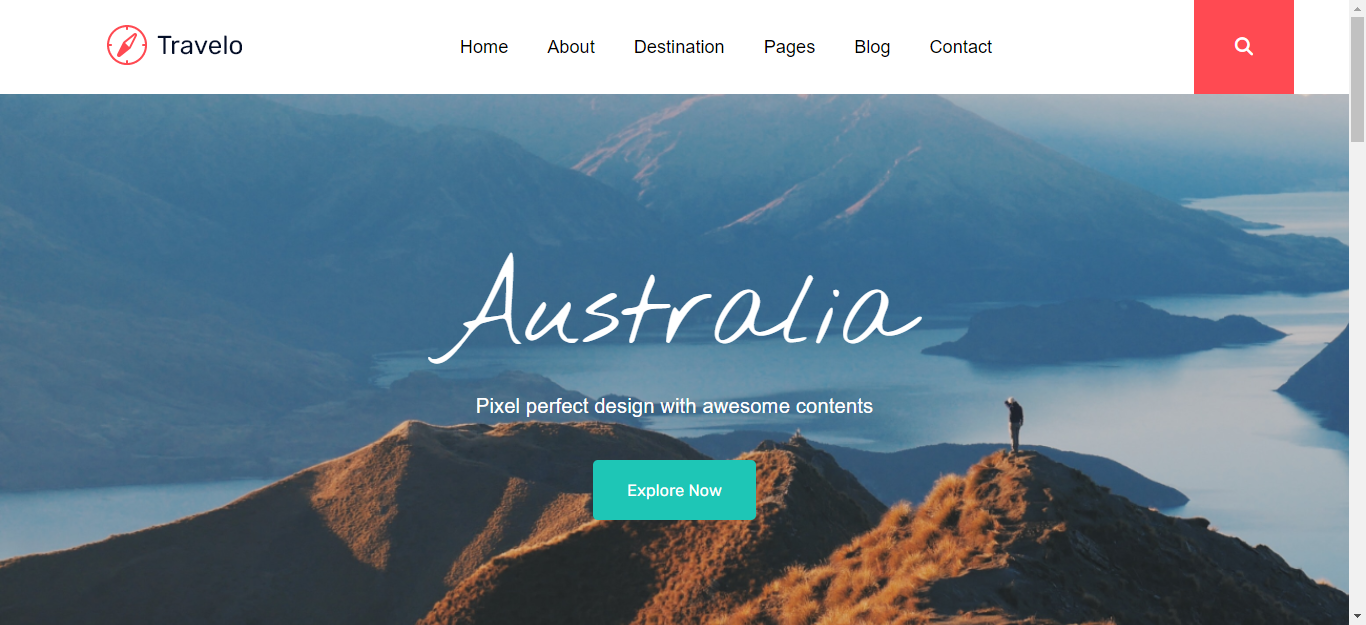 Travelo
Home About Destination Pages Blog Contact
Australia
Pixel perfect design with awesome contents
Explore Now